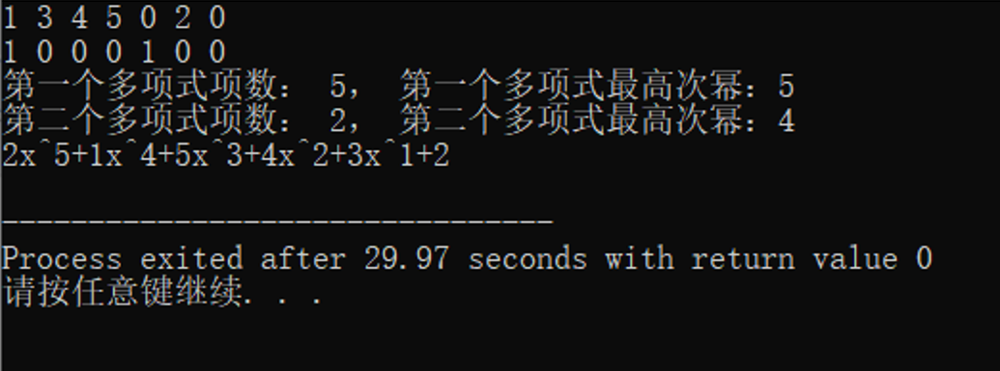 1 3 4 5 0 2 0
1 0 0 0 1 0 0
第一个多项式项数： 5， 第一个多项式最高次幂：5
第二个多项式项数： 2， 第二个多项式最高次幂：4
2x^5+1x^4+5x^3+4x^2+3x^1+2
--------------------------------
Process exited after 29.97 seconds with return value 0
请按任意键继续. . .